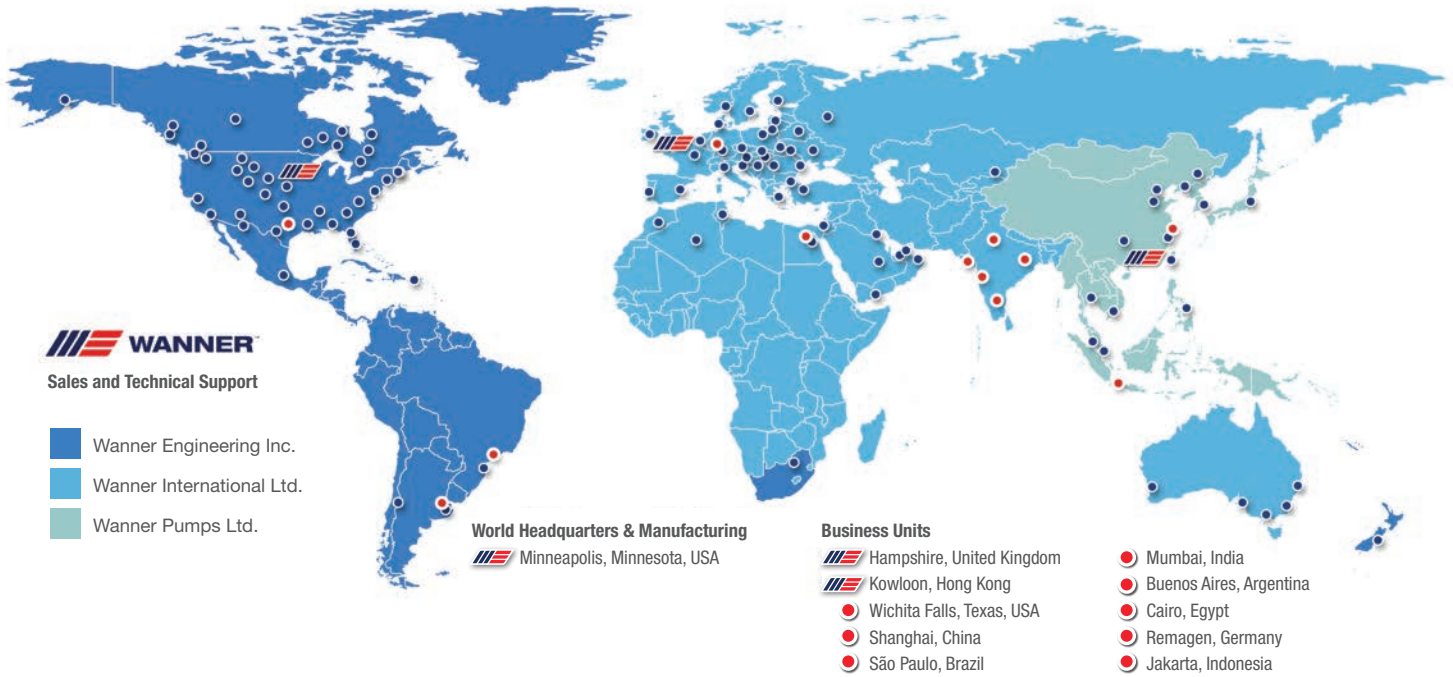 WANNER™
Sales and Technical Support
Wanner Engineering Inc.
Wanner International Ltd.
Wanner Pumps Ltd.
World Headquarters & Manufacturing
Minneapolis, Minnesota, USA
Business Units
Hampshire, United Kingdom
Kowloon, Hong Kong
Wichita Falls, Texas, USA
Shanghai, China
São Paulo, Brazil
Mumbai, India
Buenos Aires, Argentina
Cairo, Egypt
Remagen, Germany
Jakarta, Indonesia